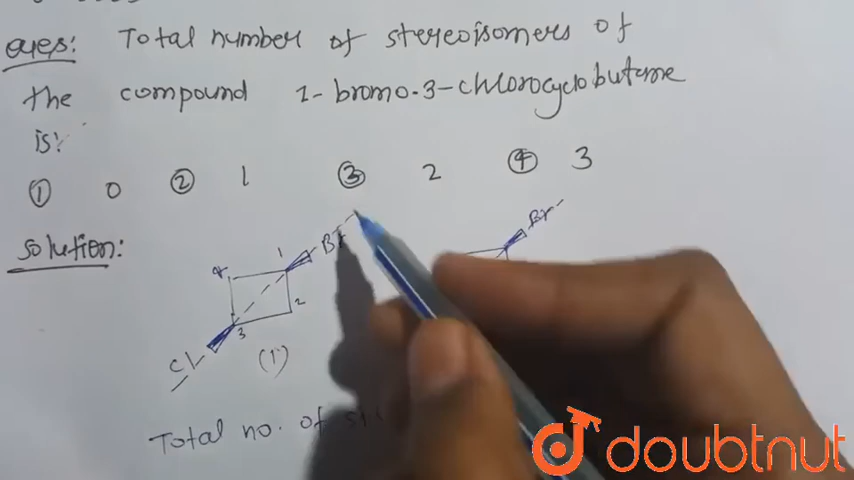 Ques: Total number of stereoisomers of
the compound 1-bromo-3-chlorocyclobutane
is:
① 0 ② 1 ③ 2 ④ 3
Solution:
Br
Br
1
4
2
3
Cl
(1)
Total no. of
doubtnut